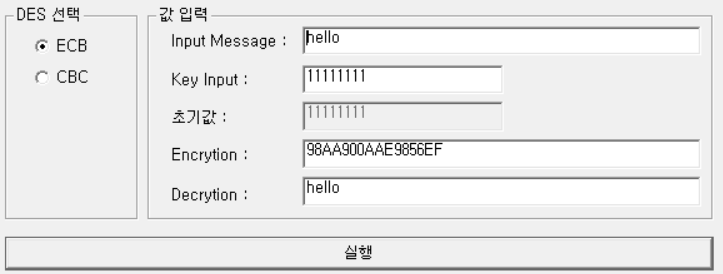 DES 선택
ECB
CBC
값 입력
Input Message : hello
Key Input : 11111111
초기값 : 11111111
Encrytion : 98AA900AAE9856EF
Decrytion : hello
실행